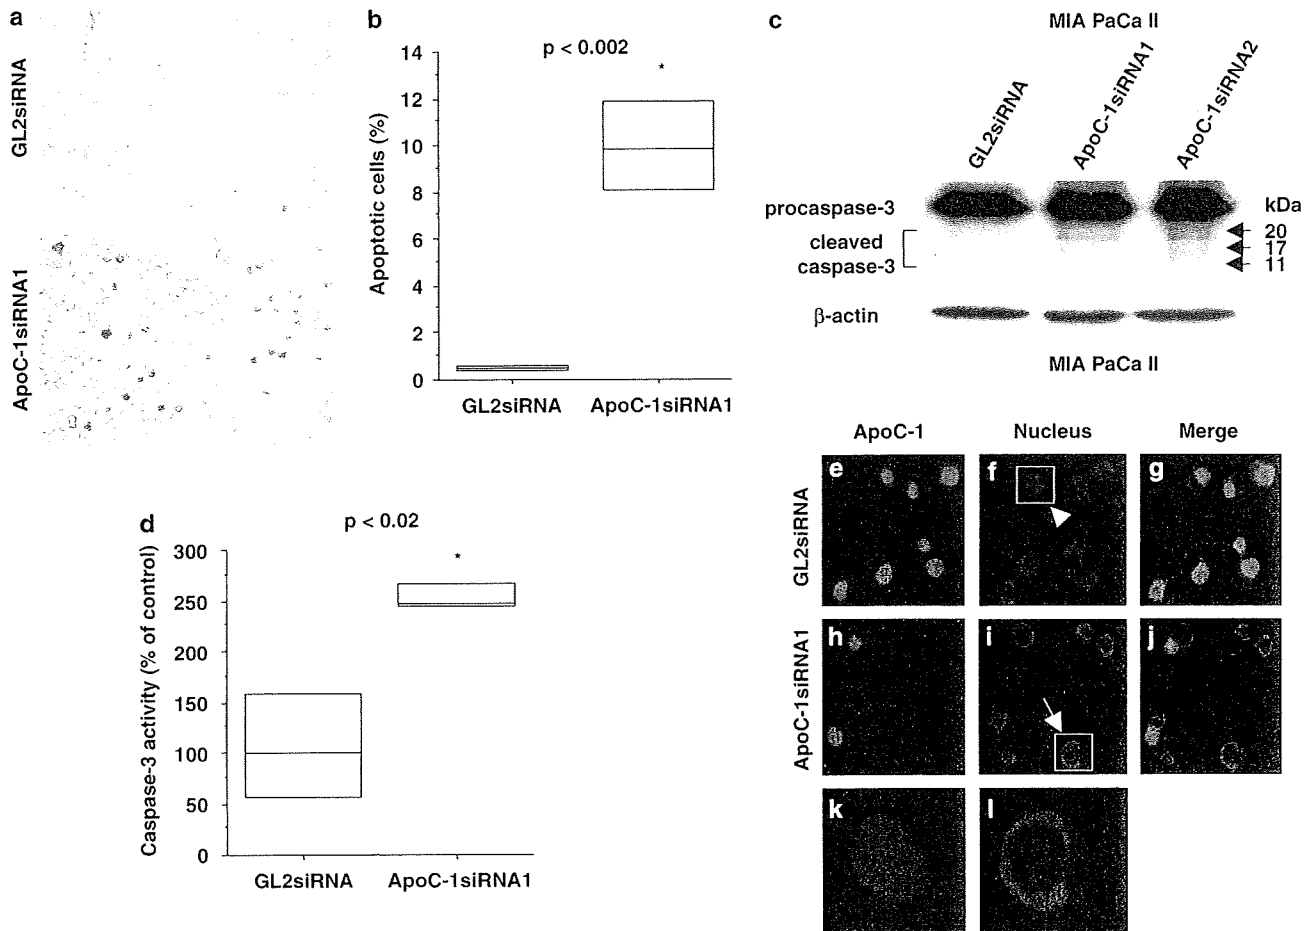 a
GL2siRNA
ApoC-1siRNA1
b
p < 0.002
*
Apoptotic cells (%)
14
12
10
8
6
4
2
0
GL2siRNA
ApoC-1siRNA1
c
MIA PaCa II
GL2siRNA
ApoC-1siRNA1
ApoC-1siRNA2
procaspase-3
cleaved
caspase-3
kDa
20
17
11
β-actin
MIA PaCa II
d
p < 0.02
*
Caspase-3 activity (% of control)
300
250
200
150
100
50
0
GL2siRNA
ApoC-1siRNA1
ApoC-1
Nucleus
Merge
GL2siRNA
e
f
g
ApoC-1siRNA1
h
i
j
k
l